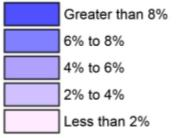 Greater than 8%
6% to 8%
4% to 6%
2% to 4%
Less than 2%